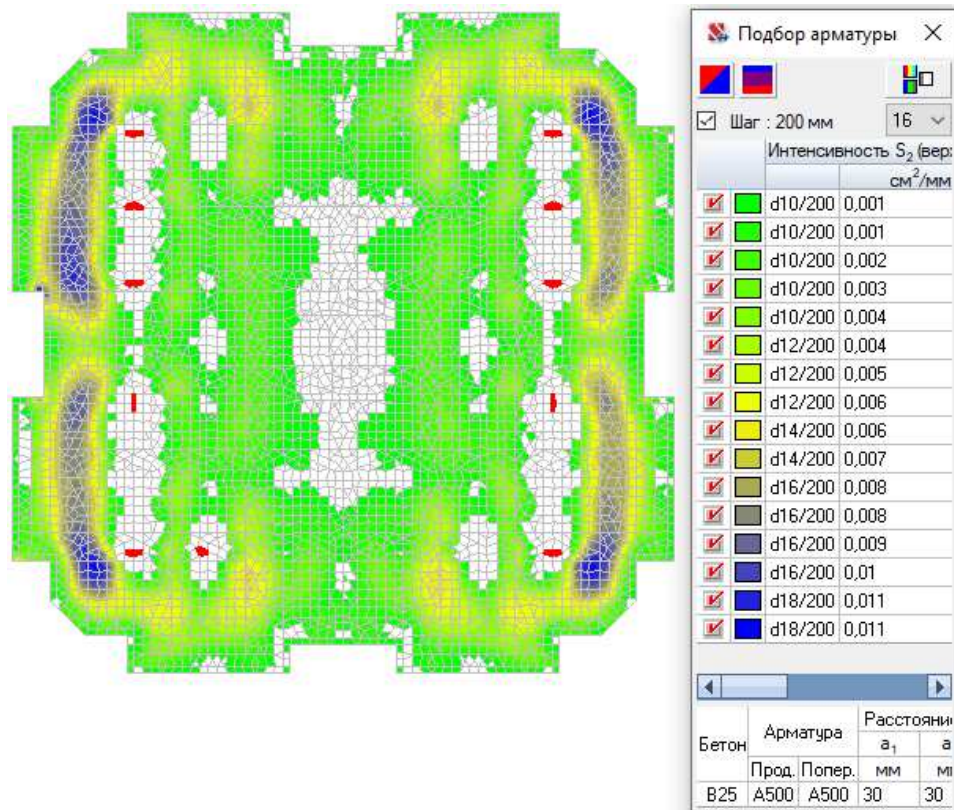 Подбор арматуры
Шаг : 200 мм 16
Интенсивность S2 (верх
см²/мм
d10/200 0,001
d10/200 0,001
d10/200 0,002
d10/200 0,003
d10/200 0,004
d12/200 0,004
d12/200 0,005
d12/200 0,006
d14/200 0,006
d14/200 0,007
d16/200 0,008
d16/200 0,008
d16/200 0,009
d16/200 0,01
d18/200 0,011
d18/200 0,011
Бетон Арматура Расстояни
a1 a
Прод. Попер. мм м
B25 A500 A500 30 30